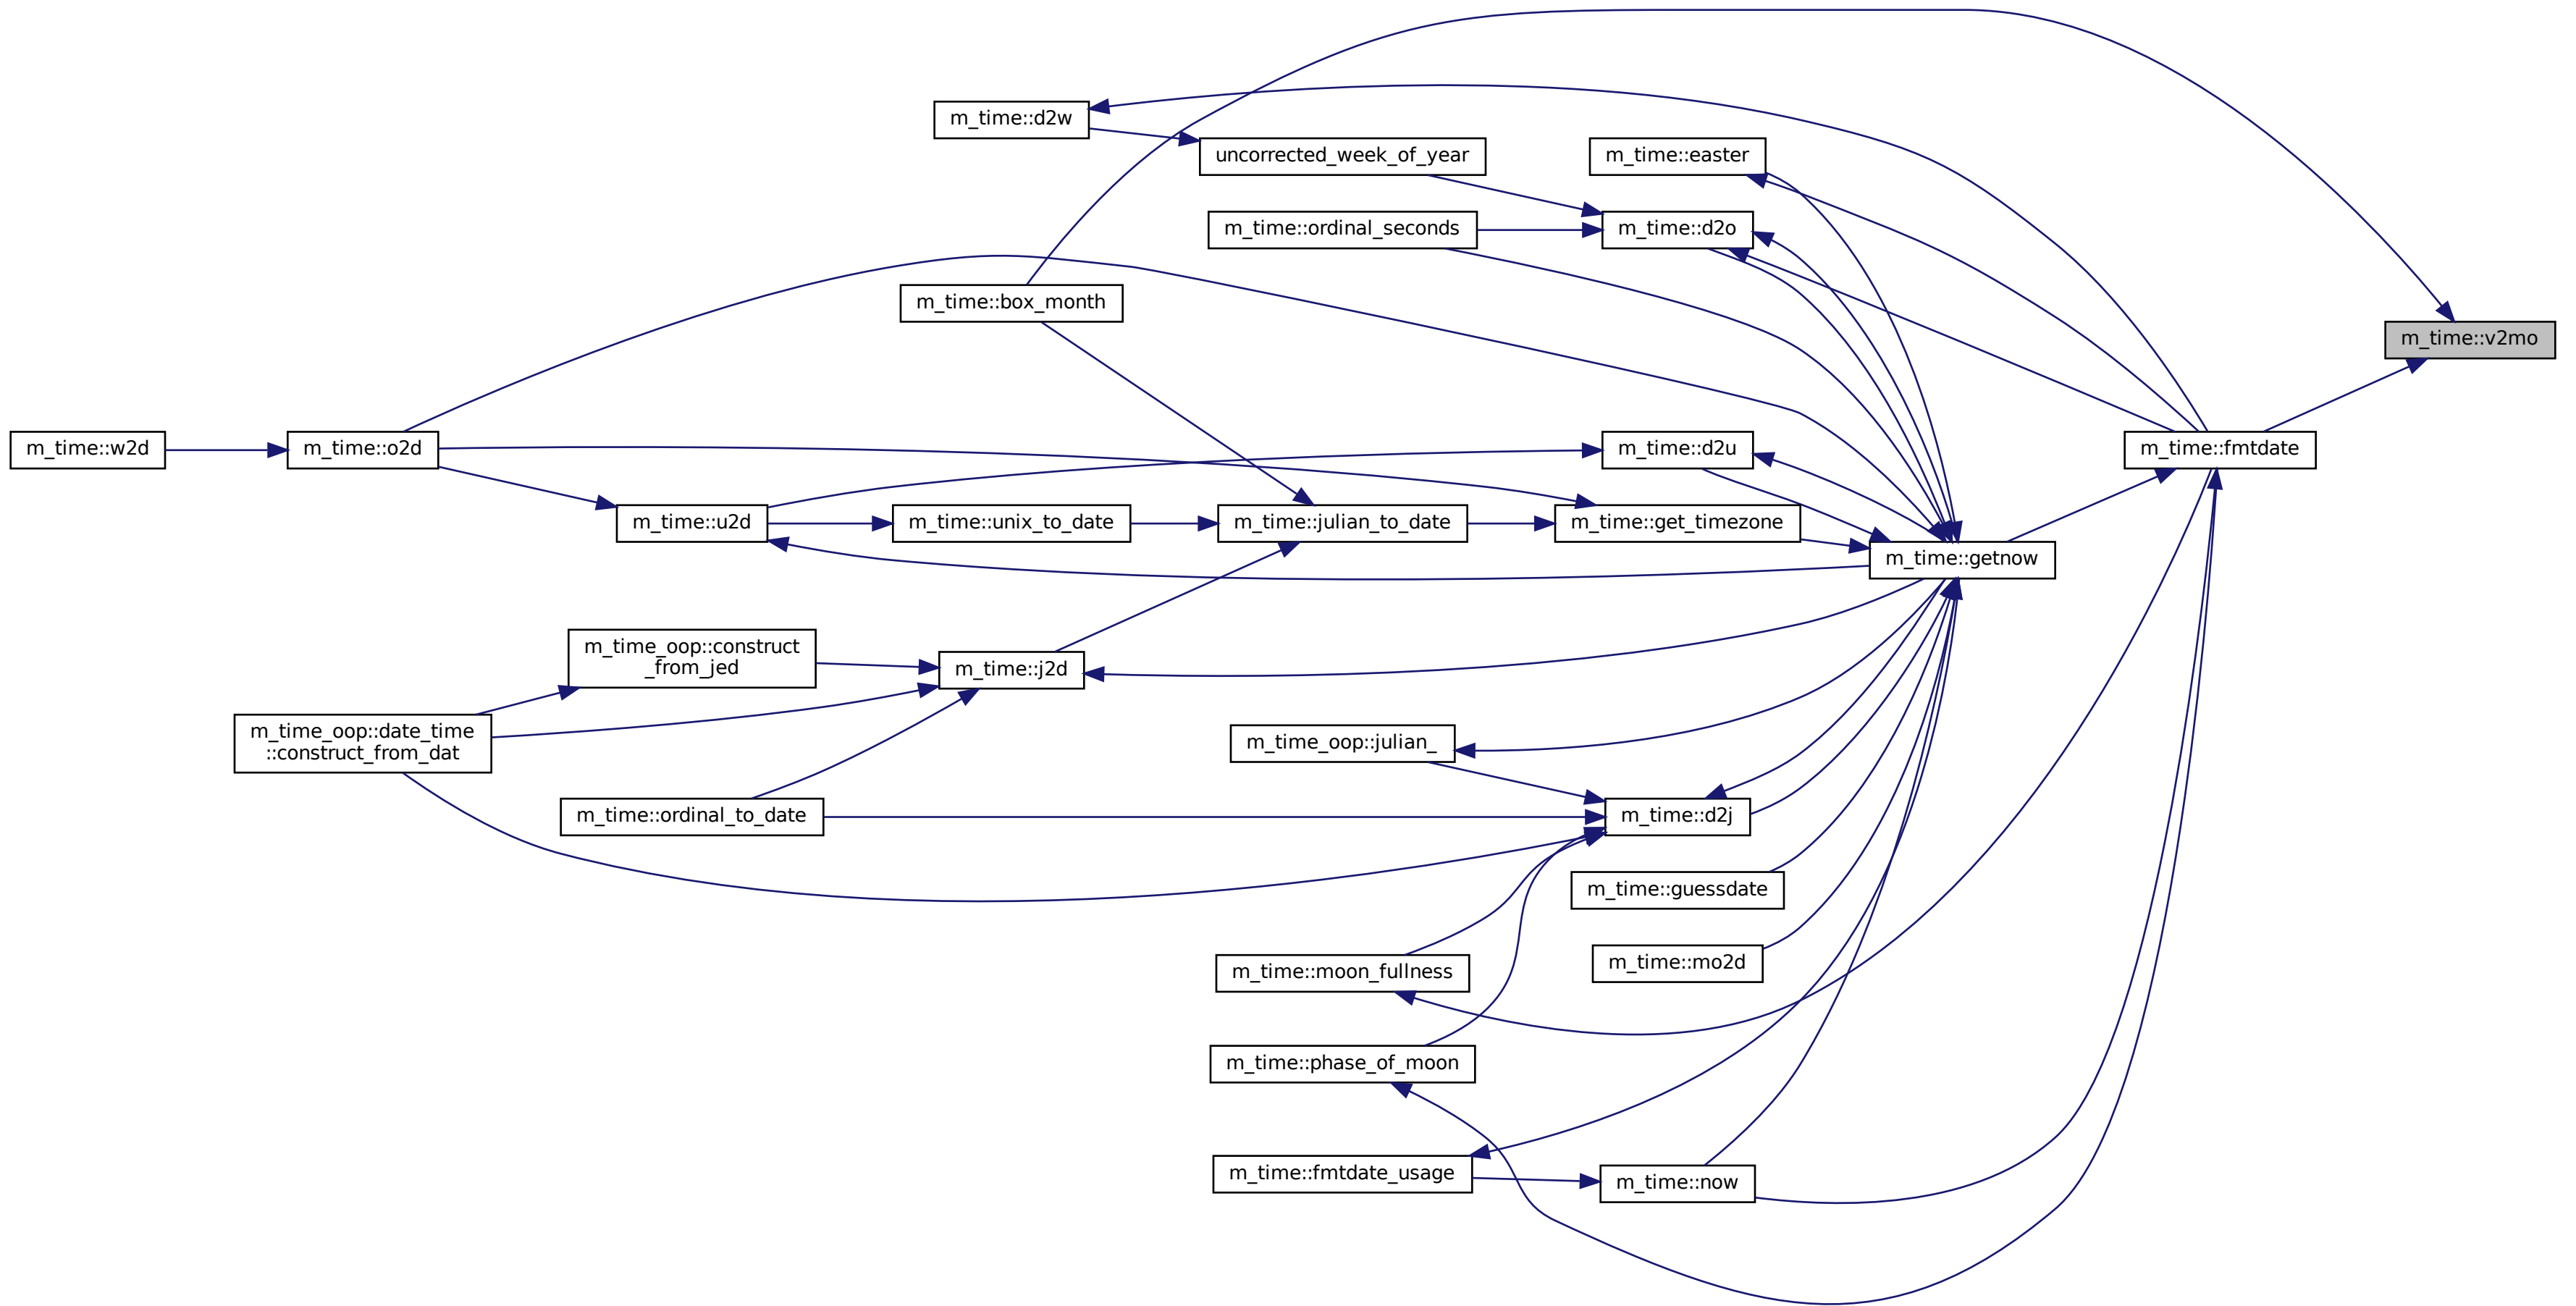 m_time::d2w
uncorrected_week_of_year
m_time::easter
m_time::ordinal_seconds
m_time::d2o
m_time::box_month
m_time::v2mo
m_time::w2d
m_time::o2d
m_time::d2u
m_time::fmtdate
m_time::u2d
m_time::unix_to_date
m_time::julian_to_date
m_time::get_timezone
m_time::getnow
m_time_oop::construct
_from_jed
m_time::j2d
m_time_oop::date_time
::construct_from_dat
m_time_oop::julian_
m_time::ordinal_to_date
m_time::d2j
m_time::guessdate
m_time::moon_fullness
m_time::mo2d
m_time::phase_of_moon
m_time::fmtdate_usage
m_time::now